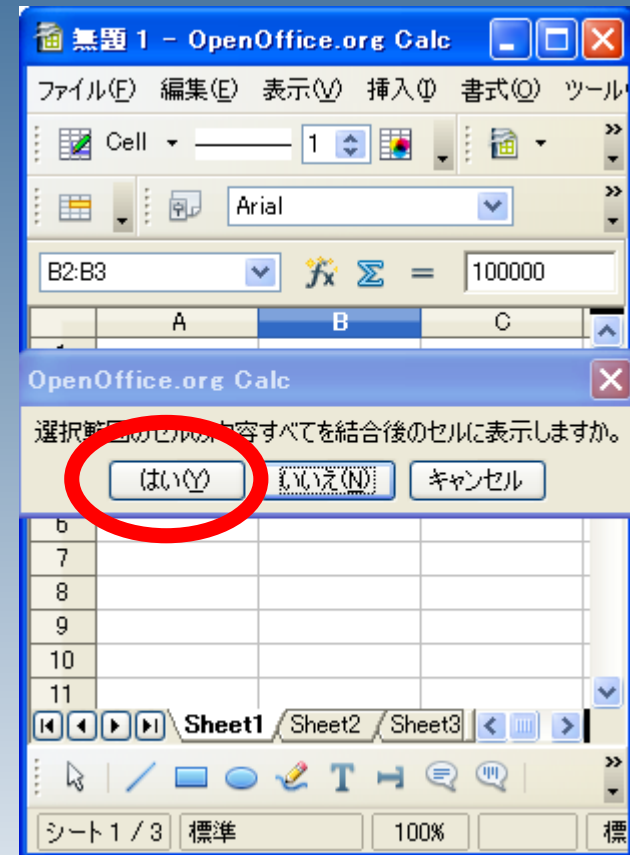 無題 1 - OpenOffice.org Calc
ファイル(F) 編集(E) 表示(V) 挿入(I) 書式(O) ツール
Cell 1
Arial
B2:B3 = 100000
A B C
OpenOffice.org Calc
選択範囲のセルの内容すべてを結合後のセルに表示しますか。
はい(Y) いいえ(N) キャンセル
6
7
8
9
10
11
Sheet1 Sheet2 Sheet3
T
シート 1 / 3 標準 100% 標